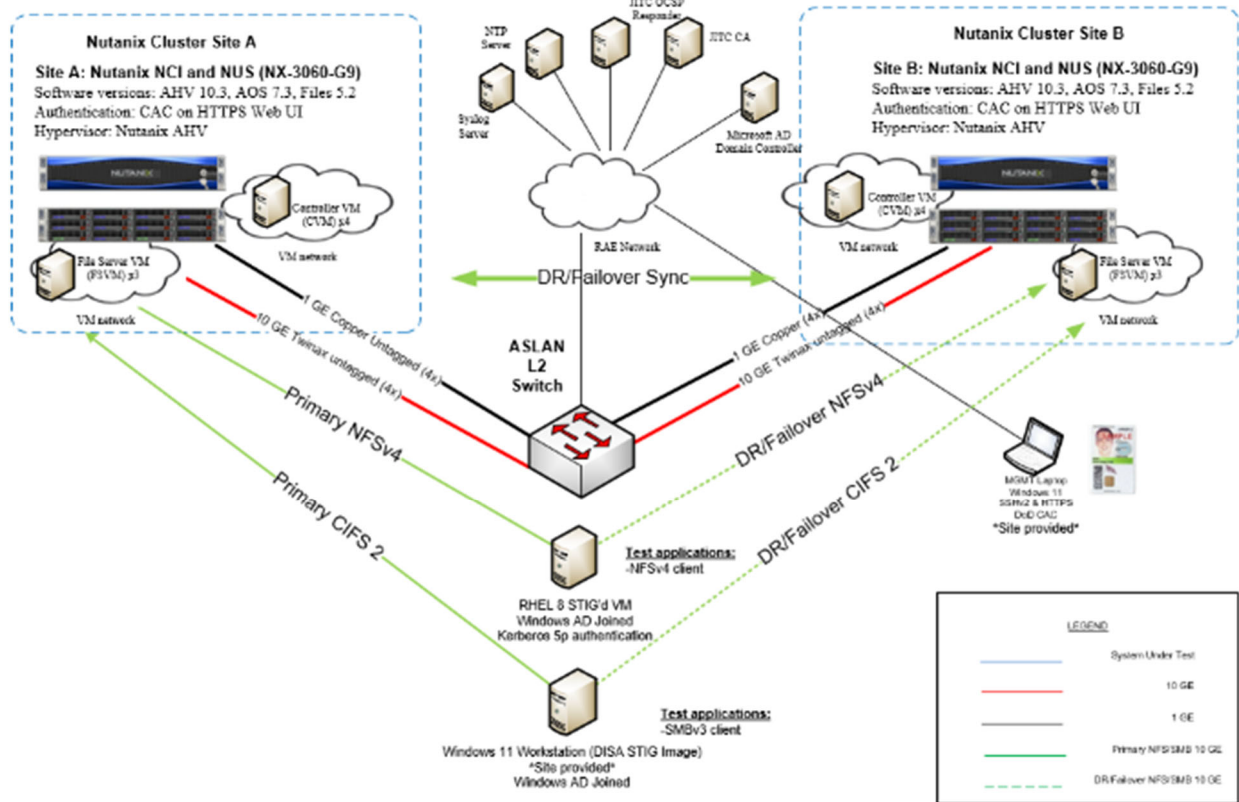 Nutanix Cluster Site A
Site A: Nutanix NCI and NUS (NX-3060-G9)
Software versions: AHV 10.3, AOS 7.3, Files 5.2
Authentication: CAC on HTTPS Web UI
Hypervisor: Nutanix AHV
NUTANIX
Controller VM
(CVM) x4
VM network
File Server VM
(FSVM) x3
VM network
JITC OCSP
Responder
NTP
Server
JITC CA
Syslog
Server
Microsoft AD
Domain Controller
RAE Network
Nutanix Cluster Site B
Site B: Nutanix NCI and NUS (NX-3060-G9)
Software versions: AHV 10.3, AOS 7.3, Files 5.2
Authentication: CAC on HTTPS Web UI
Hypervisor: Nutanix AHV
NUTANIX
Controller VM
(CVM) x4
VM network
File Server VM
(FSVM) x3
VM network
DR/Failover Sync
1 GE Copper Untagged (4x)
10 GE Twinax untagged (4x)
ASLAN
L2
Switch
1 GE Copper (4x)
10 GE Twinax untagged (4x)
Primary NFSv4
Primary CIFS 2
DR/Failover NFSv4
DR/Failover CIFS 2
MGMT Laptop
Windows 11
SSHv2 & HTTPS
DoD CAC
*Site provided*
Test applications:
-NFSv4 client
RHEL 8 STIG'd VM
Windows AD Joined
Kerberos 5p authentication
Test applications:
-SMBv3 client
Windows 11 Workstation (DISA STIG Image)
*Site provided*
Windows AD Joined
LEGEND
System Under Test
10 GE
1 GE
Primary NFS/SMB 10 GE
DR/Failover NFS/SMB 10 GE